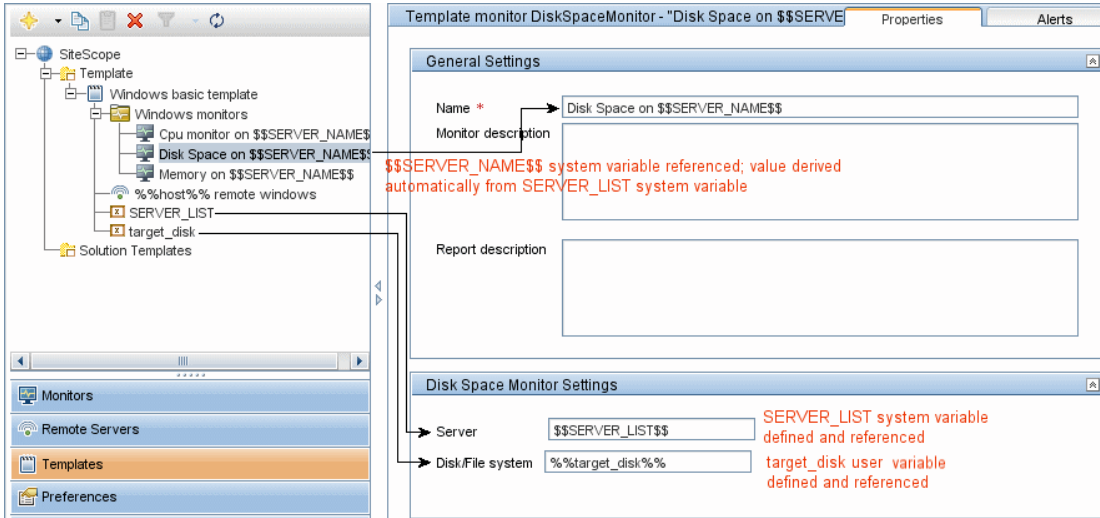 SiteScope
Template
Windows basic template
Windows monitors
Cpu monitor on $$SERVER_NAME$
Disk Space on $$SERVER_NAME$$
Memory on $$SERVER_NAME$$
%%host%% remote windows
SERVER_LIST
target_disk
Solution Templates
Monitors
Remote Servers
Templates
Preferences
Template monitor DiskSpaceMonitor - "Disk Space on $$SERVE
Properties
Alerts
General Settings
Name *
Disk Space on $$SERVER_NAME$$
Monitor description
$$SERVER_NAME$$ system variable referenced; value derived
automatically from SERVER_LIST system variable
Report description
Disk Space Monitor Settings
Server
$$SERVER_LIST$$
SERVER_LIST system variable
defined and referenced
Disk/File system
%%target_disk%%
target_disk user variable
defined and referenced